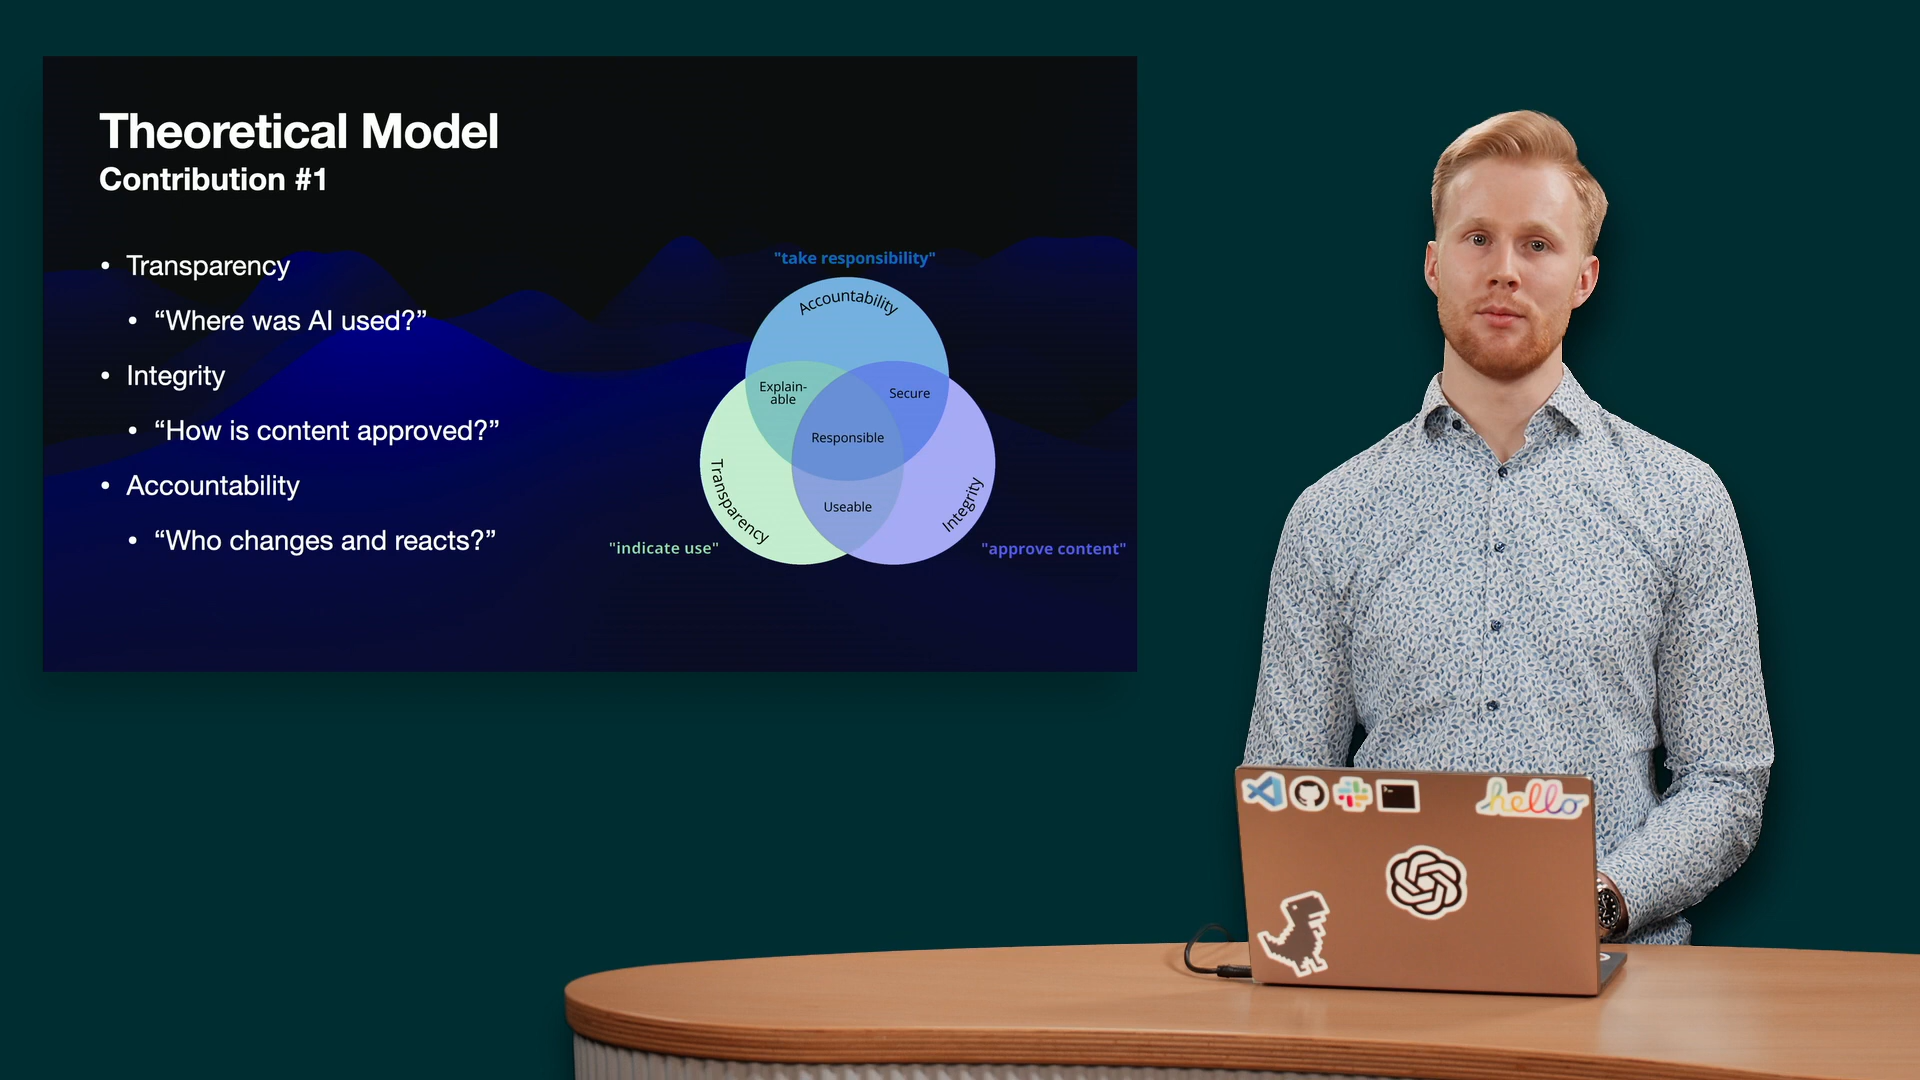 Theoretical Model
Contribution #1
• Transparency
• “Where was AI used?”
• Integrity
• “How is content approved?”
• Accountability
• “Who changes and reacts?”
"take responsibility"
Accountability
Explain-
able
Secure
Responsible
Transparency
Useable
Integrity
"indicate use"
"approve content"
hello